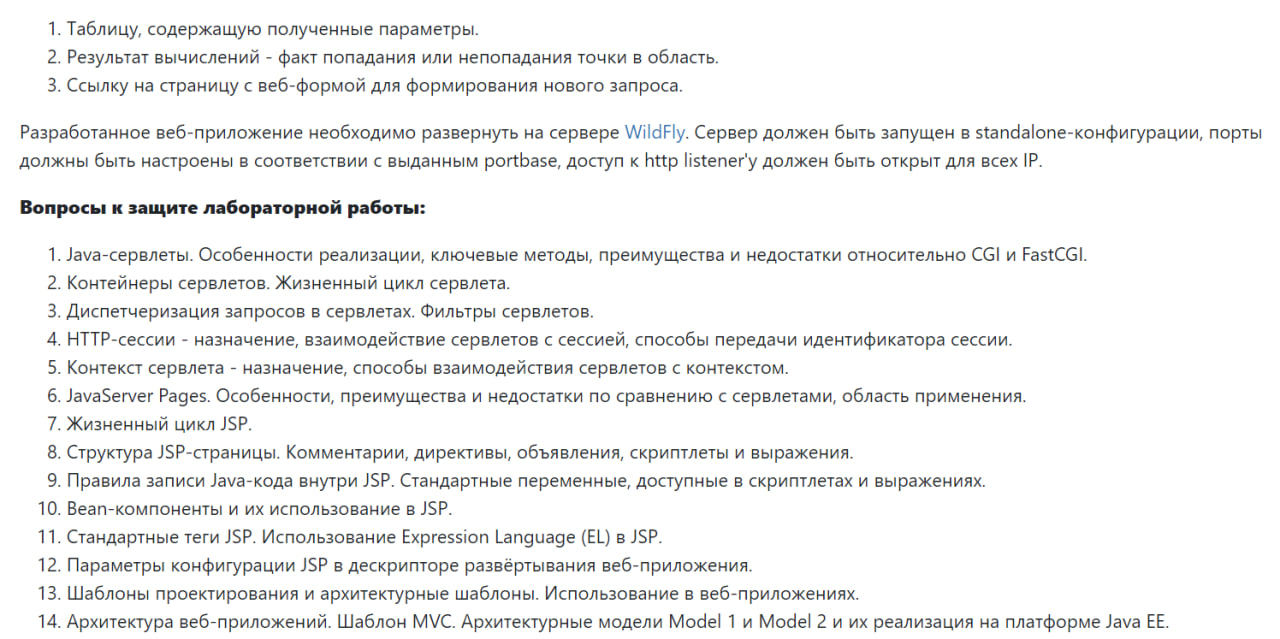 1. Таблицу, содержащую полученные параметры.
2. Результат вычислений - факт попадания или непопадания точки в область.
3. Ссылку на страницу с веб-формой для формирования нового запроса.
Разработанное веб-приложение необходимо развернуть на сервере WildFly. Сервер должен быть запущен в standalone-конфигурации, порты
должны быть настроены в соответствии с выданным portbase, доступ к http listener'у должен быть открыт для всех IP.
Вопросы к защите лабораторной работы:
1. Java-сервлеты. Особенности реализации, ключевые методы, преимущества и недостатки относительно CGI и FastCGI.
2. Контейнеры сервлетов. Жизненный цикл сервлета.
3. Диспетчеризация запросов в сервлетах. Фильтры сервлетов.
4. HTTP-сессии - назначение, взаимодействие сервлетов с сессией, способы передачи идентификатора сессии.
5. Контекст сервлета - назначение, способы взаимодействия сервлетов с контекстом.
6. JavaServer Pages. Особенности, преимущества и недостатки по сравнению с сервлетами, область применения.
7. Жизненный цикл JSP.
8. Структура JSP-страницы. Комментарии, директивы, объявления, скриптлеты и выражения.
9. Правила записи Java-кода внутри JSP. Стандартные переменные, доступные в скриптлетах и выражениях.
10. Bean-компоненты и их использование в JSP.
11. Стандартные теги JSP. Использование Expression Language (EL) в JSP.
12. Параметры конфигурации JSP в дескрипторе развёртывания веб-приложения.
13. Шаблоны проектирования и архитектурные шаблоны. Использование в веб-приложениях.
14. Архитектура веб-приложений. Шаблон MVC. Архитектурные модели Model 1 и Model 2 и их реализация на платформе Java EE.